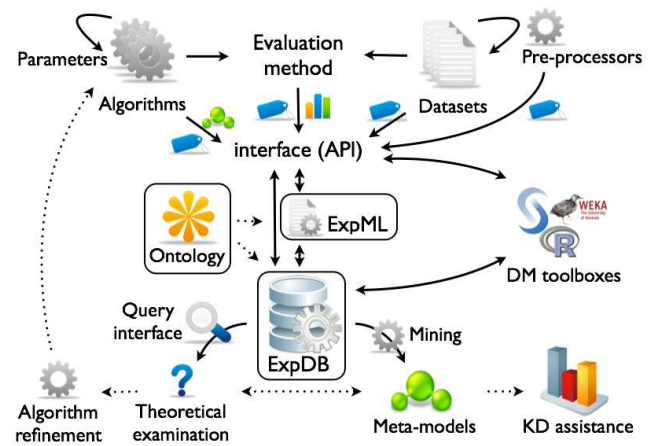 Parameters
Evaluation
method
Pre-processors
Algorithms
Datasets
interface (API)
WEKA
The University
of Waikato
ExpML
Ontology
R
DM toolboxes
Query
interface
ExpDB
Mining
Algorithm
refinement
Theoretical
examination
Meta-models
KD assistance